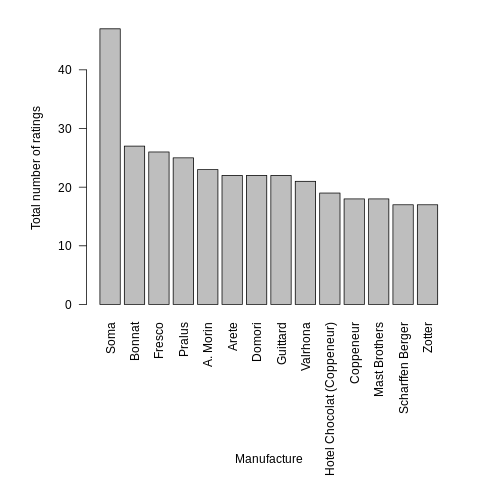 Total number of ratings
40
30
20
10
0
Soma
Bonnat
Fresco
Pralus
A. Morin
Arete
Domori
Guittard
Valrhona
Hotel Chocolat (Coppeneur)
Coppeneur
Mast Brothers
Scharffen Berger
Zotter
Manufacture